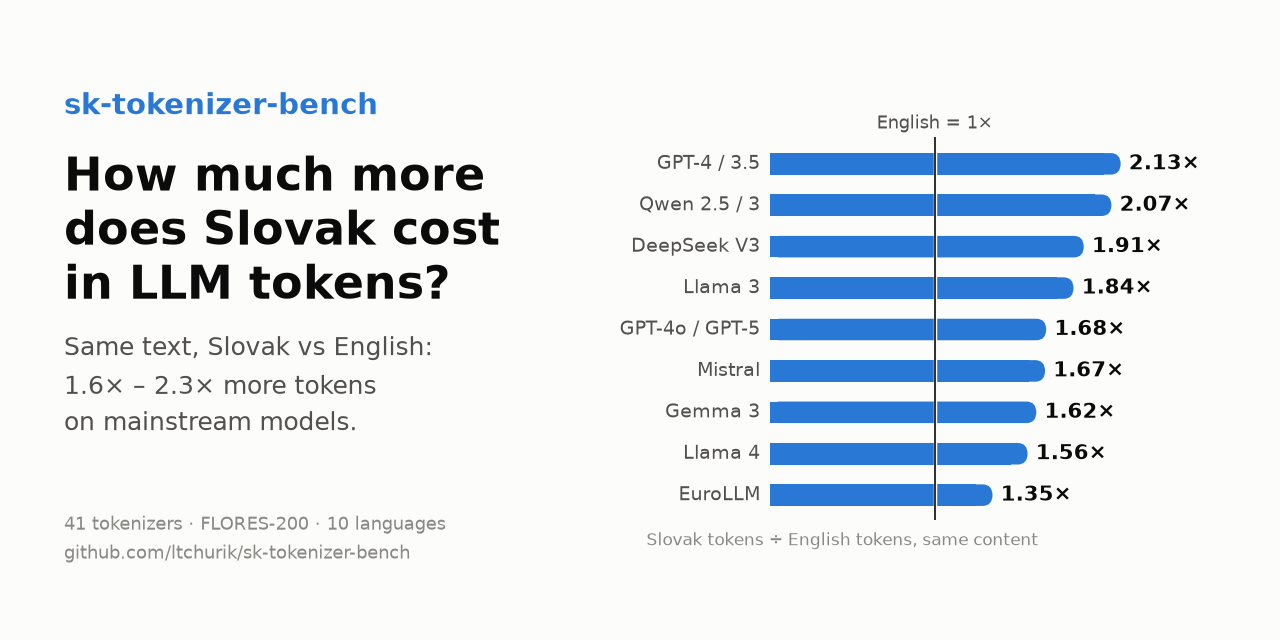 sk-tokenizer-bench
How much more
does Slovak cost
in LLM tokens?
Same text, Slovak vs English:
1.6× – 2.3× more tokens
on mainstream models.
41 tokenizers · FLORES-200 · 10 languages
github.com/ltchurik/sk-tokenizer-bench
English = 1×
GPT-4 / 3.5 2.13×
Qwen 2.5 / 3 2.07×
DeepSeek V3 1.91×
Llama 3 1.84×
GPT-4o / GPT-5 1.68×
Mistral 1.67×
Gemma 3 1.62×
Llama 4 1.56×
EuroLLM 1.35×
Slovak tokens ÷ English tokens, same content